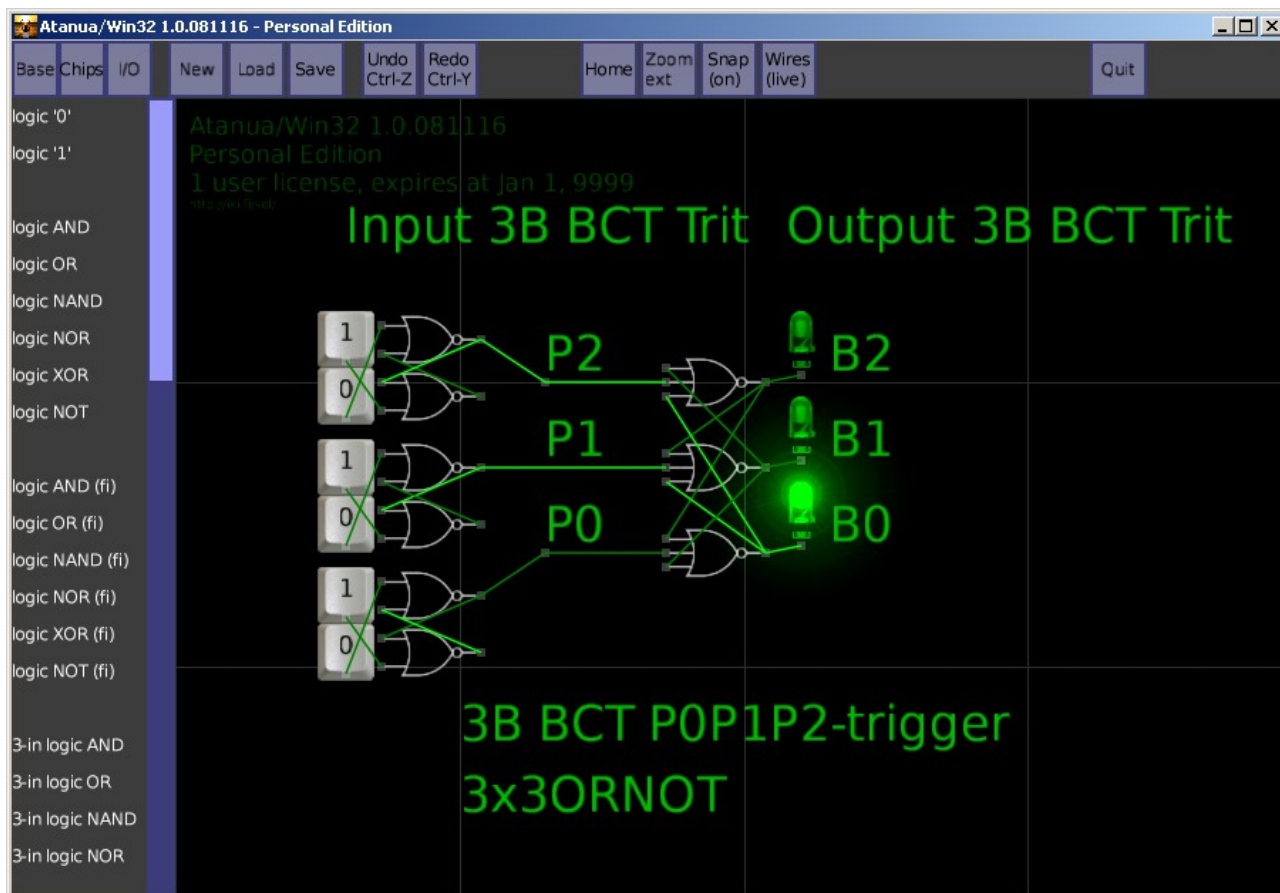 Atanua/Win32 1.0.081116 - Personal Edition
Base Chips I/O New Load Save Undo Ctrl-Z Redo Ctrl-Y Home Zoom ext Snap (on) Wires (live) Quit
logic '0'
logic '1'
logic AND
logic OR
logic NAND
logic NOR
logic XOR
logic NOT
logic AND (fi)
logic OR (fi)
logic NAND (fi)
logic NOR (fi)
logic XOR (fi)
logic NOT (fi)
3-in logic AND
3-in logic OR
3-in logic NAND
3-in logic NOR
Atanua/Win32 1.0.081116
Personal Edition
1 user license, expires at Jan 1, 9999
Input 3B BCT Trit Output 3B BCT Trit
1
P2 B2
0
P1 B1
1
0
P0 B0
1
0
3B BCT P0P1P2-trigger
3x3ORNOT